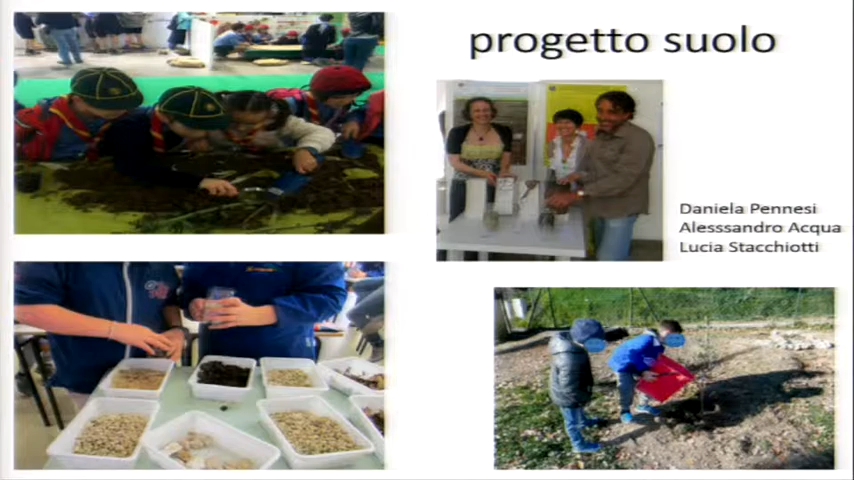 progetto suolo
Daniela Pennesi
Alesssandro Acqua
Lucia Stacchiotti